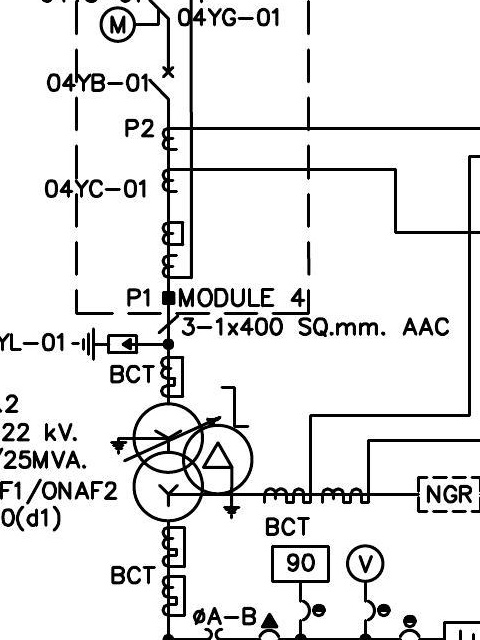 M
04YG-01
04YB-01
P2
04YC-01
P1
MODULE 4
3-1x400 SQ.mm. AAC
YL-01
BCT
.2
22 kV.
/25MVA.
F1/ONAF2
0(d1)
NGR
BCT
90
V
BCT
øA-B